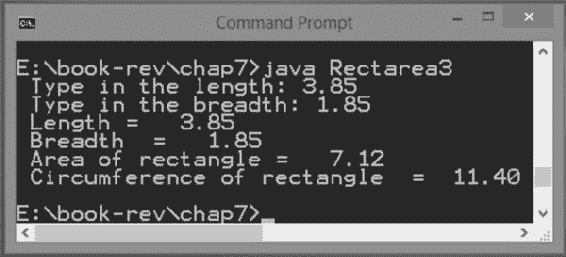 Command Prompt
E:\book-rev\chap7>java Rectarea3
Type in the length: 3.85
Type in the breadth: 1.85
Length =   3.85
Breadth  =   1.85
Area of rectangle =   7.12
Circumference of rectangle  =  11.40
E:\book-rev\chap7>_